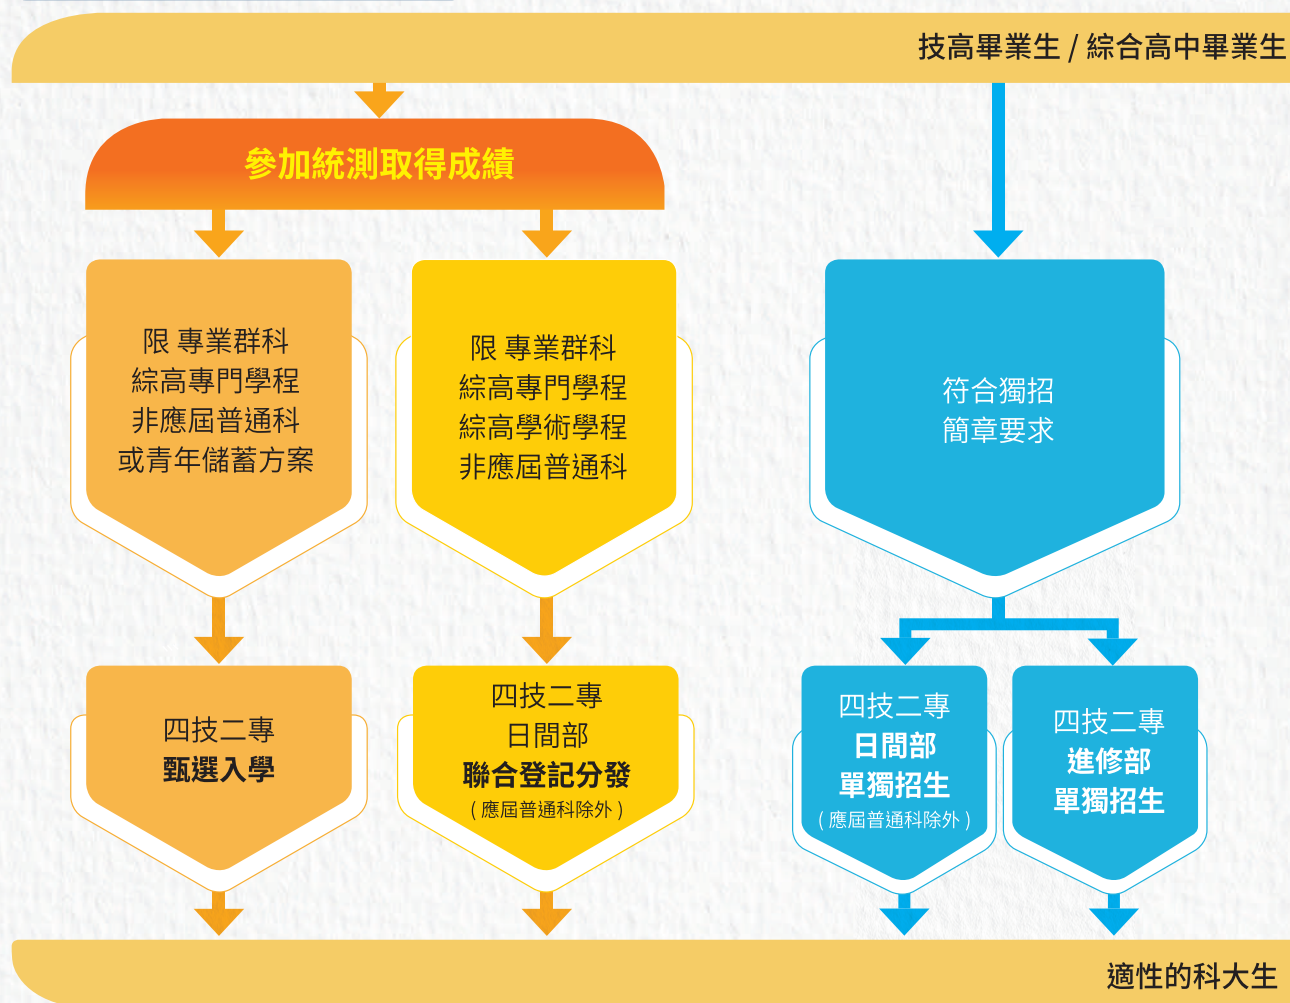 技高畢業生 / 綜合高中畢業生
參加統測取得成績
限 專業群科
綜高專門學程
非應屆普通科
或青年儲蓄方案
限 專業群科
綜高專門學程
綜高學術學程
非應屆普通科
符合獨招
簡章要求
四技二專
甄選入學
四技二專
日間部
聯合登記分發
( 應屆普通科除外 )
四技二專
日間部
單獨招生
( 應屆普通科除外 )
四技二專
進修部
單獨招生
適性的科大生